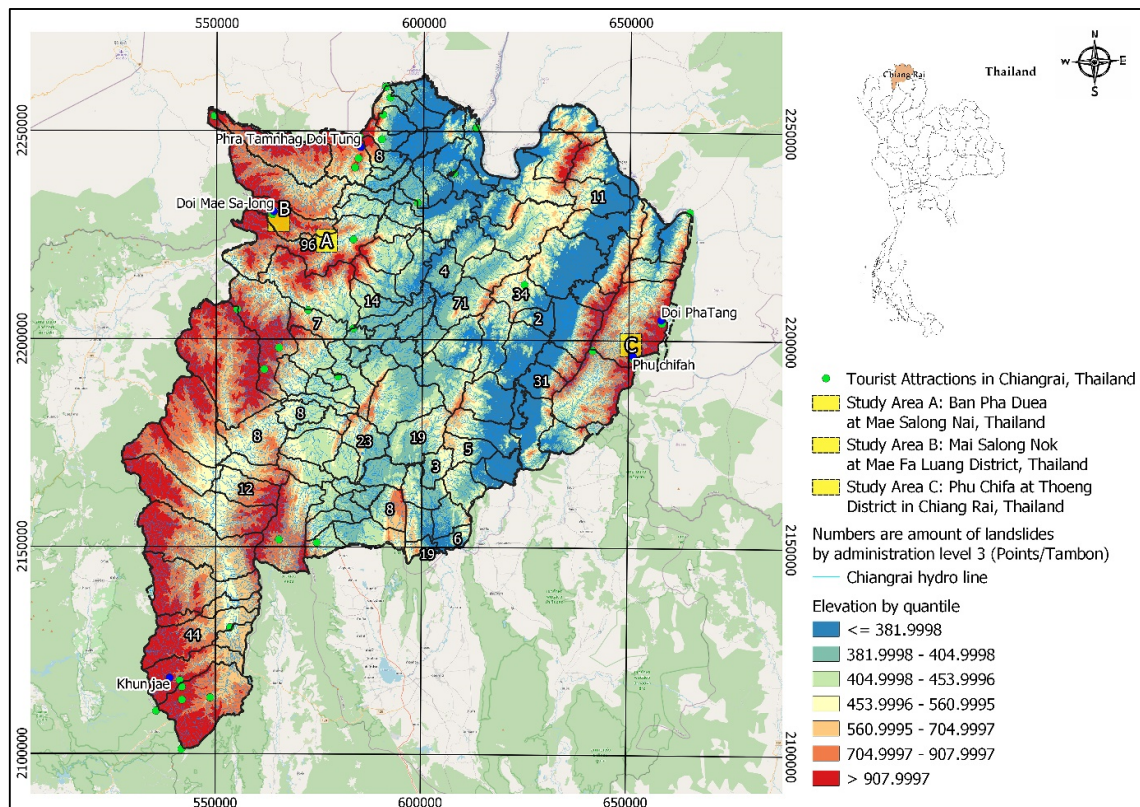 550000
600000
650000
2250000
2200000
2150000
2100000
2250000
2200000
2150000
2100000
550000
600000
650000
Phra Tamnhag Doi Tung
8
Doi Mae Sa-long
B
A
96
11
4
14
71
34
2
7
Doi PhaTang
C
Phu chifah
31
8
8
23
19
5
3
12
8
6
19
44
Khun jae
Chiang Rai
Thailand
N
W
E
S
Tourist Attractions in Chiangrai, Thailand
Study Area A: Ban Pha Duea
at Mae Salong Nai, Thailand
Study Area B: Mai Salong Nok
at Mae Fa Luang District, Thailand
Study Area C: Phu Chifa at Thoeng
District in Chiang Rai, Thailand
Numbers are amount of landslides
by administration level 3 (Points/Tambon)
Chiangrai hydro line
Elevation by quantile
<= 381.9998
381.9998 - 404.9998
404.9998 - 453.9996
453.9996 - 560.9995
560.9995 - 704.9997
704.9997 - 907.9997
> 907.9997